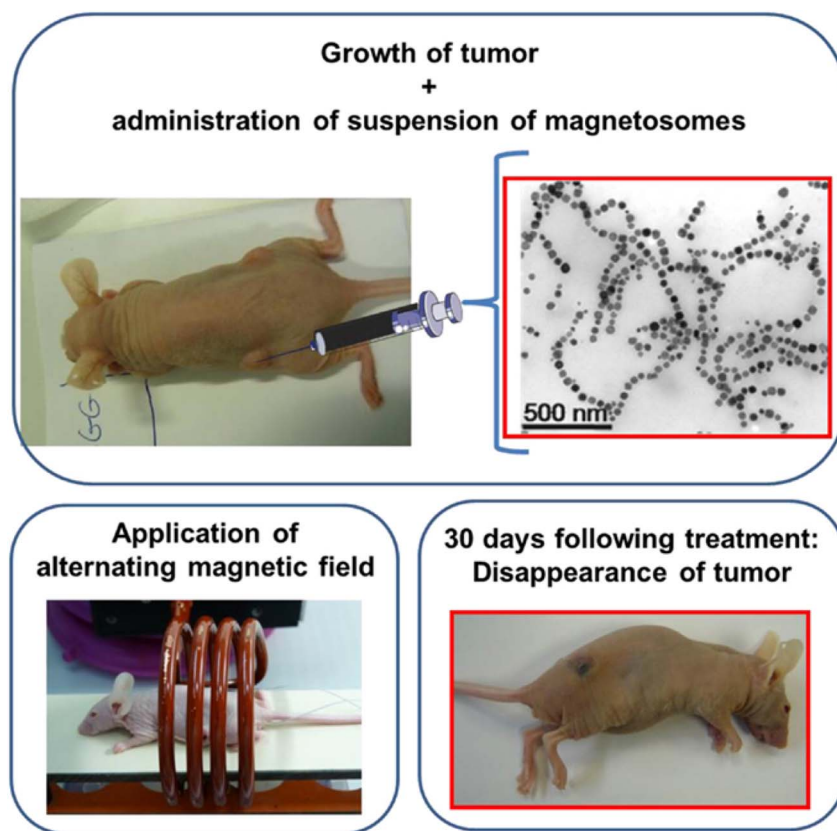 Growth of tumor
+
administration of suspension of magnetosomes
GG
500 nm
Application of
alternating magnetic field
30 days following treatment:
Disappearance of tumor